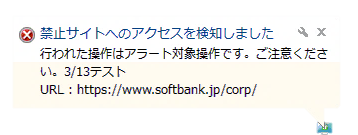 禁止サイトへのアクセスを検知しました
行われた操作はアラート対象操作です。ご注意くださ
い。3/13テスト
URL : https://www.softbank.jp/corp/